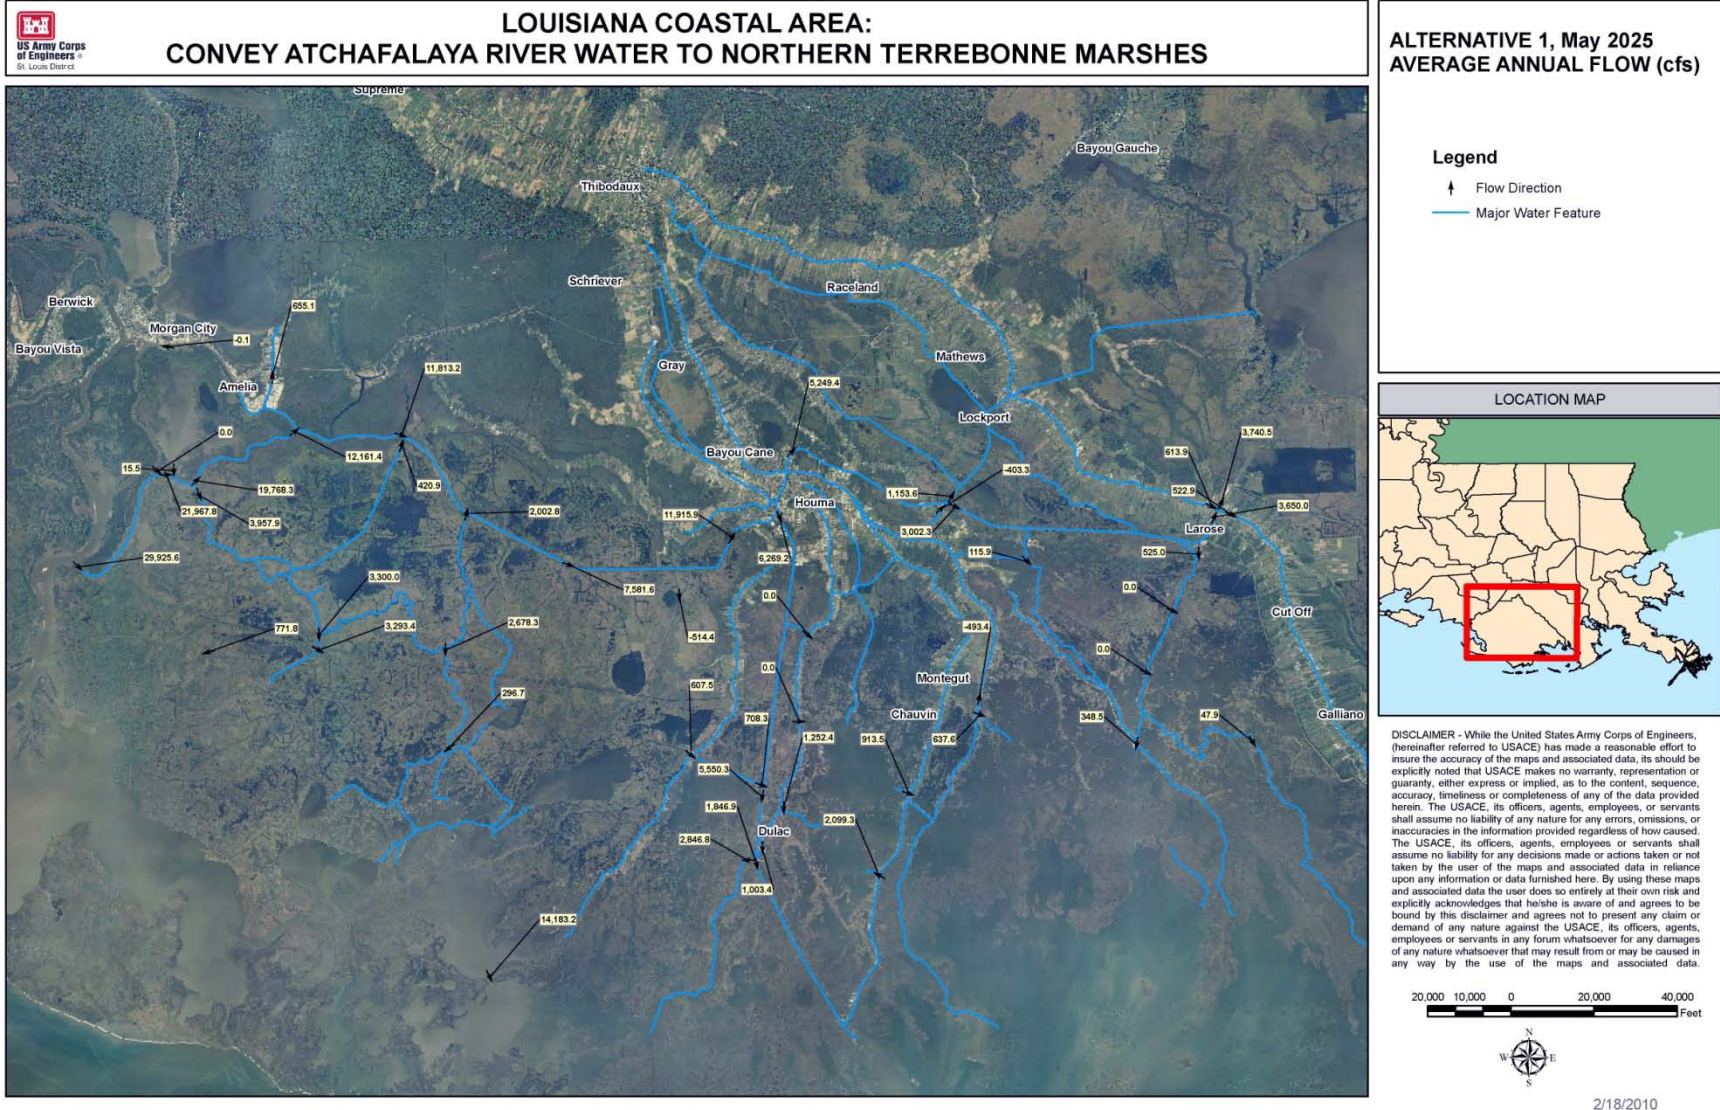 US Army Corps
of Engineers ®
St. Louis District
LOUISIANA COASTAL AREA:
CONVEY ATCHAFALAYA RIVER WATER TO NORTHERN TERREBONNE MARSHES
ALTERNATIVE 1, May 2025
AVERAGE ANNUAL FLOW (cfs)
Legend
Flow Direction
Major Water Feature
Supreme
Bayou Gauche
Thibodaux
Schriever
Raceland
Berwick
655.1
Morgan City
-0.1
Bayou Vista
Mathews
Gray
11,813.2
Amelia
5,249.4
Lockport
0.0
3,740.5
Bayou Cane
613.9
12,161.4
15.5
-403.3
420.9
19,768.3
1,153.6
522.9
Houma
3,650.0
21,967.8
2,002.8
11,915.9
3,957.9
3,002.3
Larose
29,925.6
6,269.2
115.9
525.0
3,300.0
7,581.6
0.0
0.0
Cut Off
771.8
3,293.4
2,678.3
-514.4
-493.4
0.0
0.0
Montegut
607.5
296.7
Chauvin
Galliano
708.3
348.5
47.9
1,252.4
913.5
637.6
5,550.3
1,846.9
2,099.3
Dulac
2,846.8
1,003.4
14,183.2
LOCATION MAP
DISCLAIMER - While the United States Army Corps of Engineers,
(hereinafter referred to USACE) has made a reasonable effort to
insure the accuracy of the maps and associated data, its should be
explicitly noted that USACE makes no warranty, representation or
guaranty, either express or implied, as to the content, sequence,
accuracy, timeliness or completeness of any of the data provided
herein. The USACE, its officers, agents, employees, or servants
shall assume no liability of any nature for any errors, omissions, or
inaccuracies in the information provided regardless of how caused.
The USACE, its officers, agents, employees or servants shall
assume no liability for any decisions made or actions taken or not
taken by the user of the maps and associated data in reliance
upon any information or data furnished here. By using these maps
and associated data the user does so entirely at their own risk and
explicitly acknowledges that he/she is aware of and agrees to be
bound by this disclaimer and agrees not to present any claim or
demand of any nature against the USACE, its officers, agents,
employees or servants in any forum whatsoever for any damages
of any nature whatsoever that may result from or may be caused in
any way by the use of the maps and associated data.
20,000 10,000 0 20,000 40,000
Feet
N
W E
S
2/18/2010